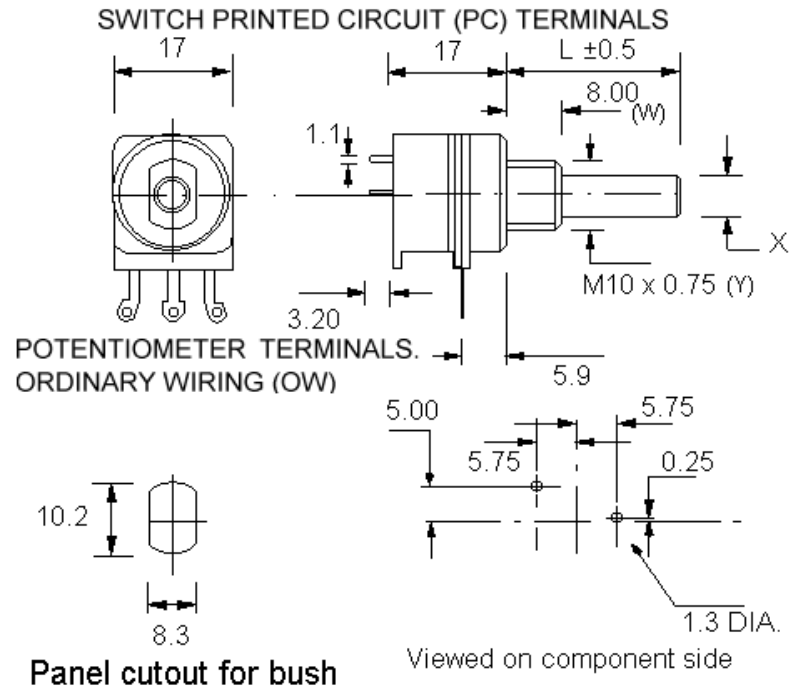 SWITCH PRINTED CIRCUIT (PC) TERMINALS
17
17
L ±0.5
8.00
(W)
1.1
X
M10 x 0.75 (Y)
3.20
POTENTIOMETER TERMINALS.
ORDINARY WIRING (OW)
5.9
5.00
5.75
5.75
0.25
10.2
8.3
1.3 DIA.
Panel cutout for bush
Viewed on component side